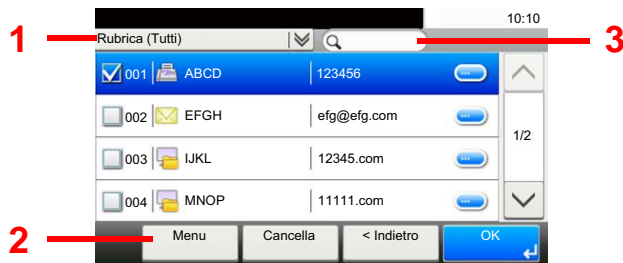 10:10
1 Rubrica (Tutti) 3
001 ABCD 123456
002 EFGH efg@efg.com
1/2
003 IJKL 12345.com
004 MNOP 11111.com
2 Menu Cancella < Indietro OK